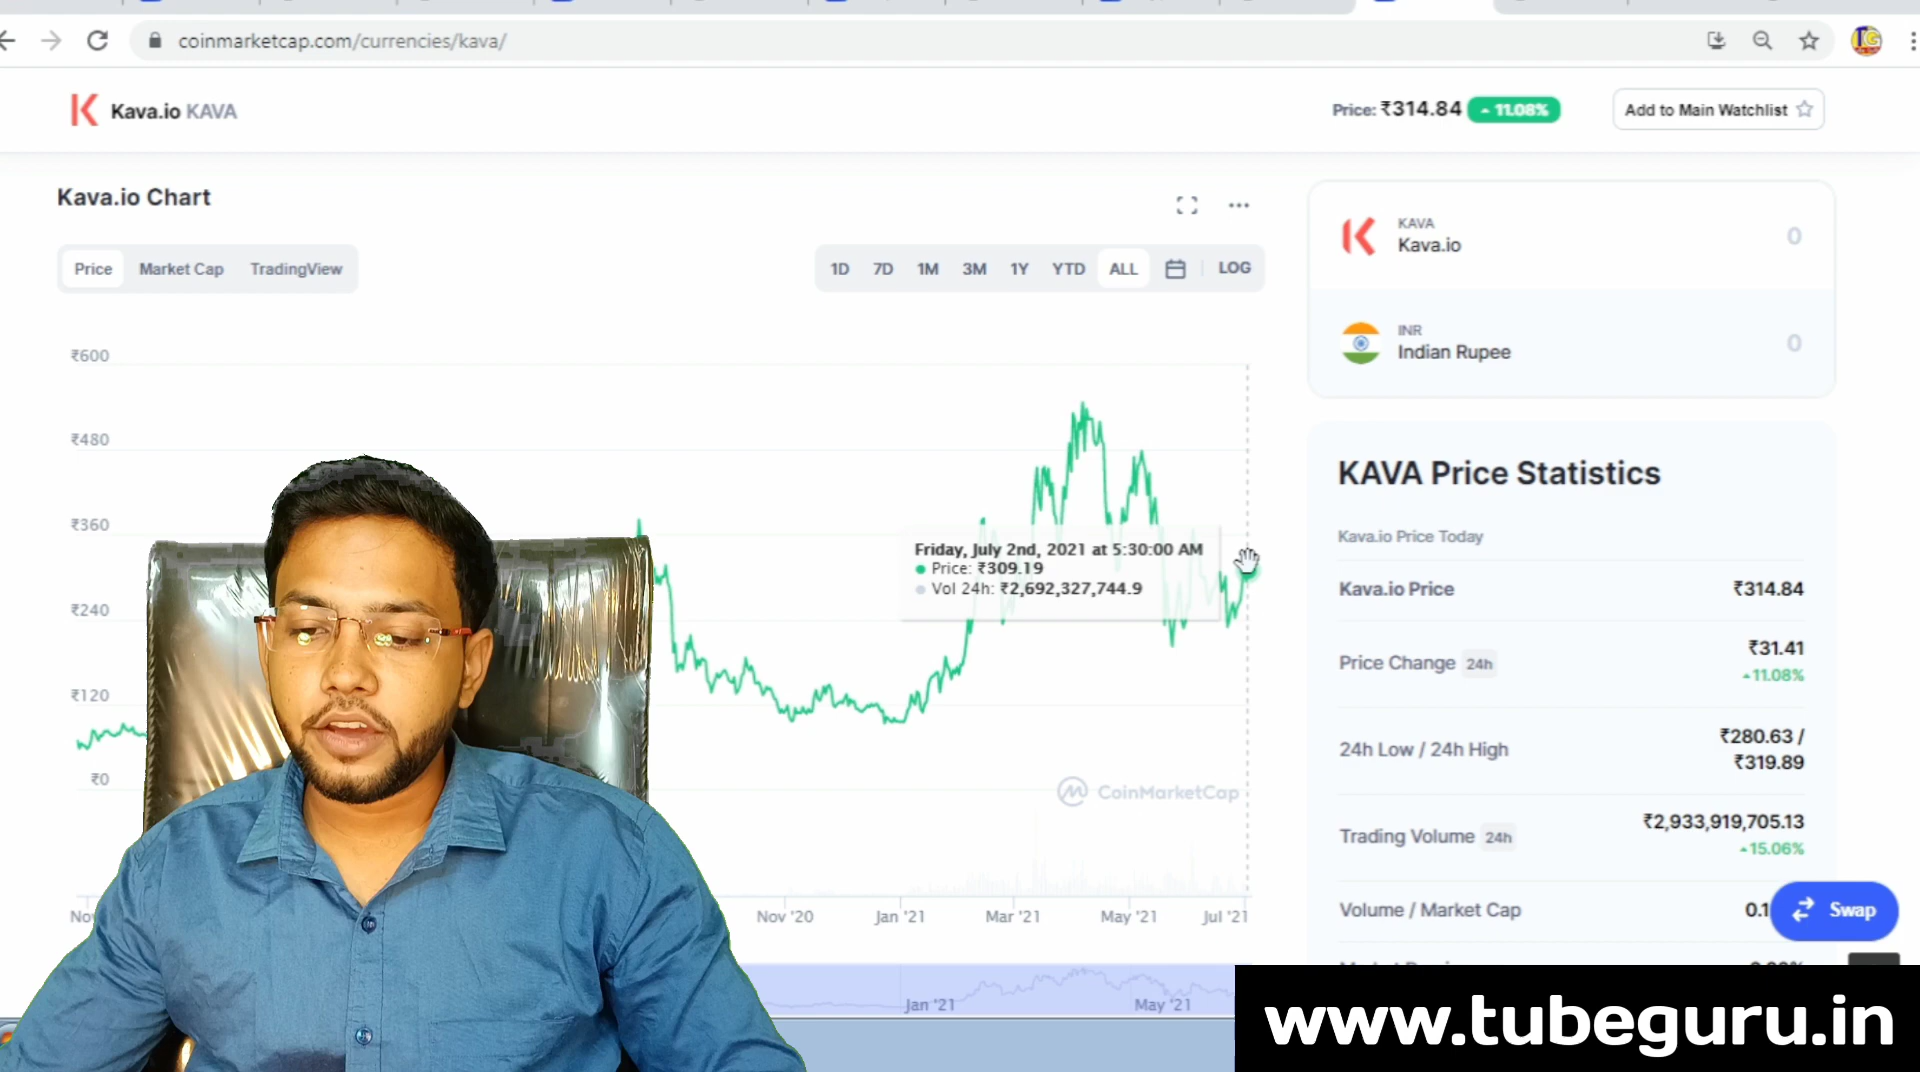 coinmarketcap.com/currencies/kava/
Kava.io KAVA
Price: ₹314.84 11.08%
Add to Main Watchlist
Kava.io Chart
Price Market Cap TradingView
1D 7D 1M 3M 1Y YTD ALL LOG
₹600
₹480
₹360
₹240
₹120
₹0
Friday, July 2nd, 2021 at 5:30:00 AM
Price: ₹309.19
Vol 24h: ₹2,692,327,744.9
CoinMarketCap
Nov '20 Jan '21 Mar '21 May '21 Jul '21
Jan '21 May '21
KAVA
Kava.io
0
INR
Indian Rupee
0
KAVA Price Statistics
Kava.io Price Today
Kava.io Price ₹314.84
Price Change 24h ₹31.41
11.08%
24h Low / 24h High ₹280.63 /
₹319.89
Trading Volume 24h ₹2,933,919,705.13
15.06%
Volume / Market Cap 0.1
Swap
www.tubeguru.in